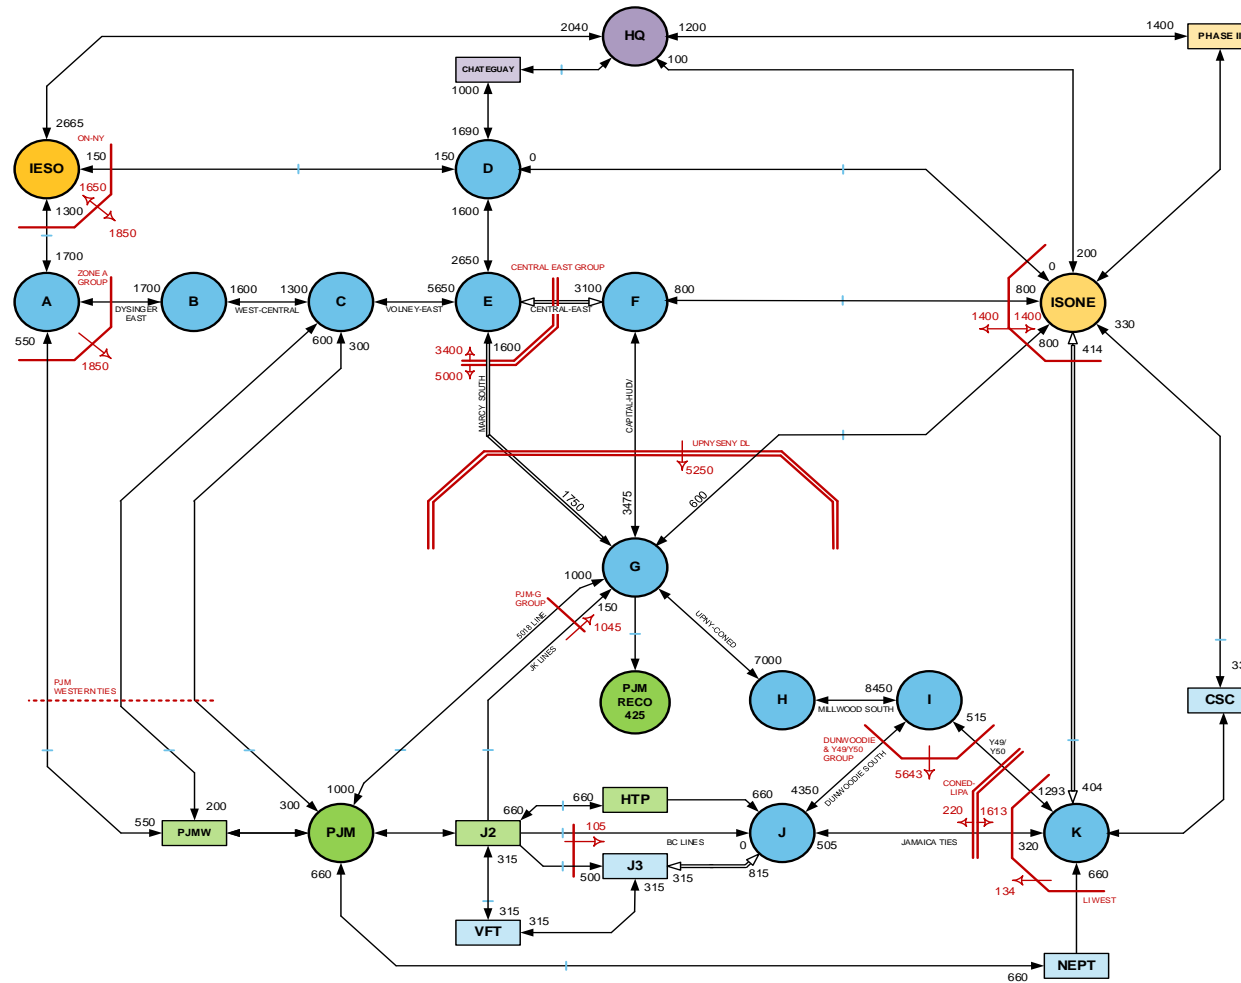 2040
HQ
1200
1400
PHASE II
100
CHATEGUAY
1000
2665
ON-NY
1690
IESO
150
150
D
0
1650
1300
1850
1600
1700
ZONE A
GROUP
2650
CENTRAL EAST GROUP
200
0
A
1700
B
1600
1300
C
5650
E
3100
F
800
800
ISONE
DYSINGER
EAST
WEST-CENTRAL
VOLNEY-EAST
CENTRAL-EAST
1400
1400
330
550
600
300
1600
800
414
1850
3400
5000
MARCY SOUTH
CAPITAL-HUD/
UPNYSENY DL
5250
1750
3475
600
G
1000
PJM-G
GROUP
150
1045
5018 LINE
JK LINES
UPNY-CONED
7000
PJM
RECO
425
H
8450
I
MILLWOOD SOUTH
515
PJM
WESTERN TIES
CSC
DUNWOODIE
& Y49/Y50
GROUP
5643
DUNWOODIE SOUTH
Y49/
Y50
CONED-
LIPA
1000
660
HTP
660
4350
1293
404
200
300
660
220
1613
550
PJMW
PJM
J2
105
BC LINES
0
J
505
JAMAICA TIES
320
K
660
315
500
J3
315
315
815
660
134
LI WEST
315
VFT
315
660
NEPT